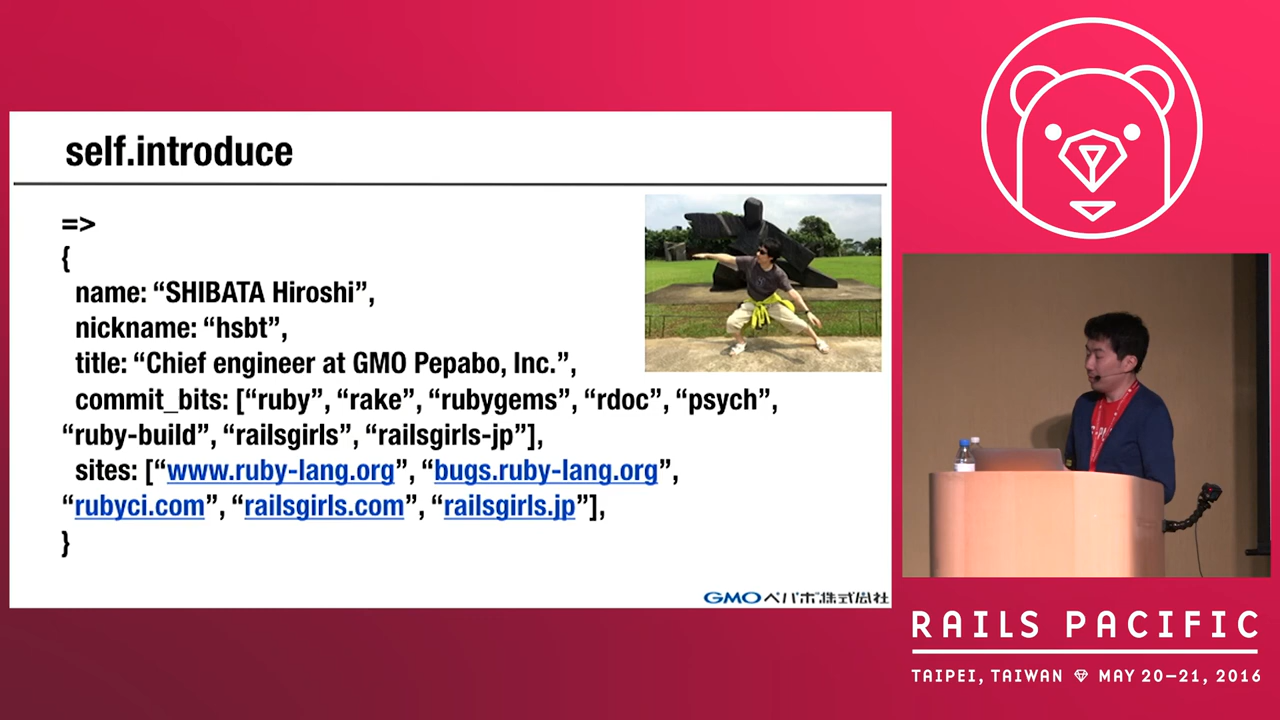 self.introduce
=>
{
name: “SHIBATA Hiroshi”,
nickname: “hsbt”,
title: “Chief engineer at GMO Pepabo, Inc.”,
commit_bits: [“ruby”, “rake”, “rubygems”, “rdoc”, “psych”,
“ruby-build”, “railsgirls”, “railsgirls-jp”],
sites: [“www.ruby-lang.org”, “bugs.ruby-lang.org”,
“rubyci.com”, “railsgirls.com”, “railsgirls.jp”],
}
GMOペパボ株式会社
RAILS PACIFIC
TAIPEI, TAIWAN MAY 20–21, 2016